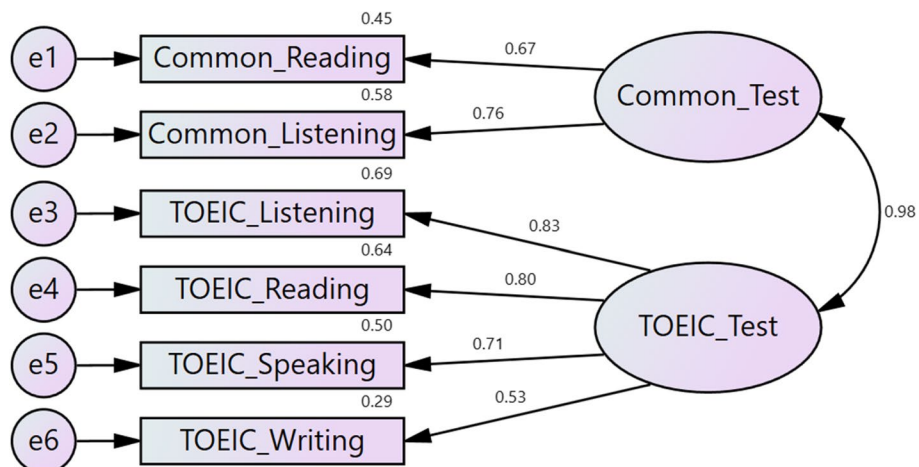 0.45
e1 Common_Reading 0.67 Common_Test
0.58
e2 Common_Listening 0.76
0.69
e3 TOEIC_Listening 0.83 0.98
0.64
e4 TOEIC_Reading 0.80 TOEIC_Test
0.50
e5 TOEIC_Speaking 0.71
0.29
e6 TOEIC_Writing 0.53